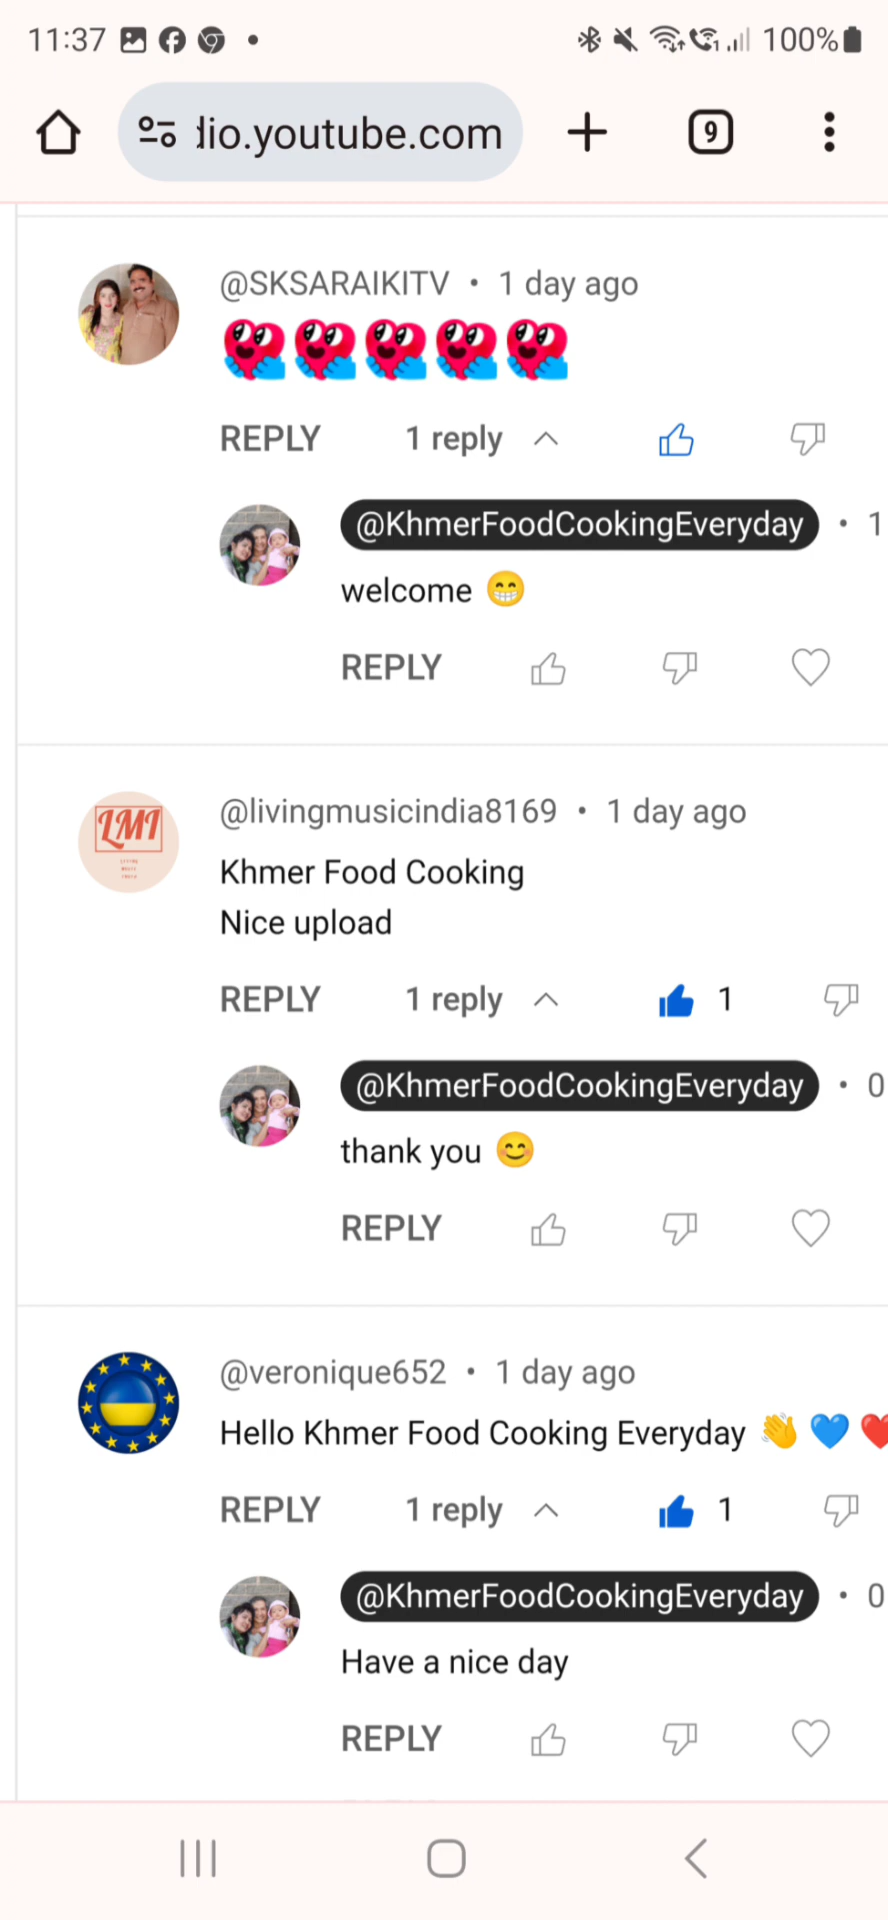 11:37
100%
dio.youtube.com
9
@SKSARAIKITV • 1 day ago
REPLY 1 reply
@KhmerFoodCookingEveryday • 1
welcome 😁
REPLY
LMI
@livingmusicindia8169 • 1 day ago
Khmer Food Cooking
Nice upload
REPLY 1 reply 1
@KhmerFoodCookingEveryday • 0
thank you 😊
REPLY
@veronique652 • 1 day ago
Hello Khmer Food Cooking Everyday 👋💙❤️
REPLY 1 reply 1
@KhmerFoodCookingEveryday • 0
Have a nice day
REPLY